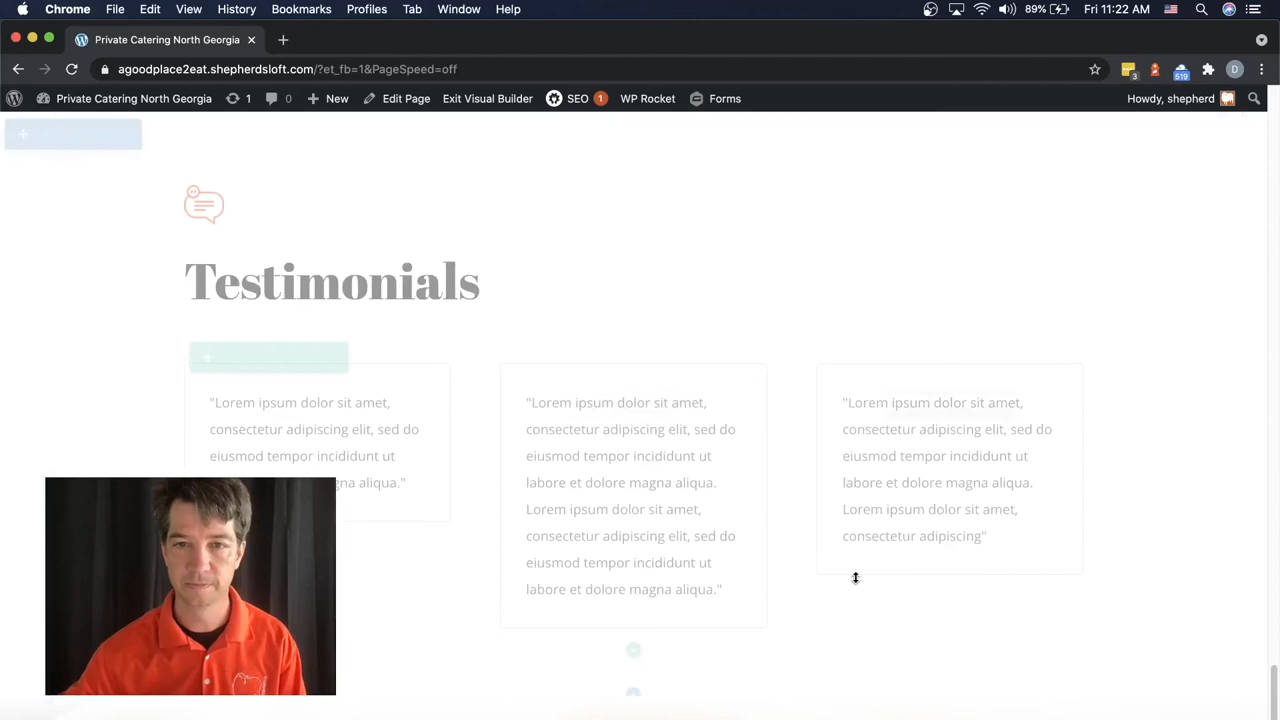 Chrome File Edit View History Bookmarks Profiles Tab Window Help 89% Fri 11:22 AM
Private Catering North Georgia
agoodplace2eat.shepherdsloft.com/?et_fb=1&PageSpeed=off 3 519 D
Private Catering North Georgia 1 0 New Edit Page Exit Visual Builder SEO 1 WP Rocket Forms Howdy, shepherd
Testimonials
"Lorem ipsum dolor sit amet,
consectetur adipiscing elit, sed do
eiusmod tempor incididunt ut
gna aliqua."
"Lorem ipsum dolor sit amet,
consectetur adipiscing elit, sed do
eiusmod tempor incididunt ut
labore et dolore magna aliqua.
Lorem ipsum dolor sit amet,
consectetur adipiscing elit, sed do
eiusmod tempor incididunt ut
labore et dolore magna aliqua."
"Lorem ipsum dolor sit amet,
consectetur adipiscing elit, sed do
eiusmod tempor incididunt ut
labore et dolore magna aliqua.
Lorem ipsum dolor sit amet,
consectetur adipiscing"